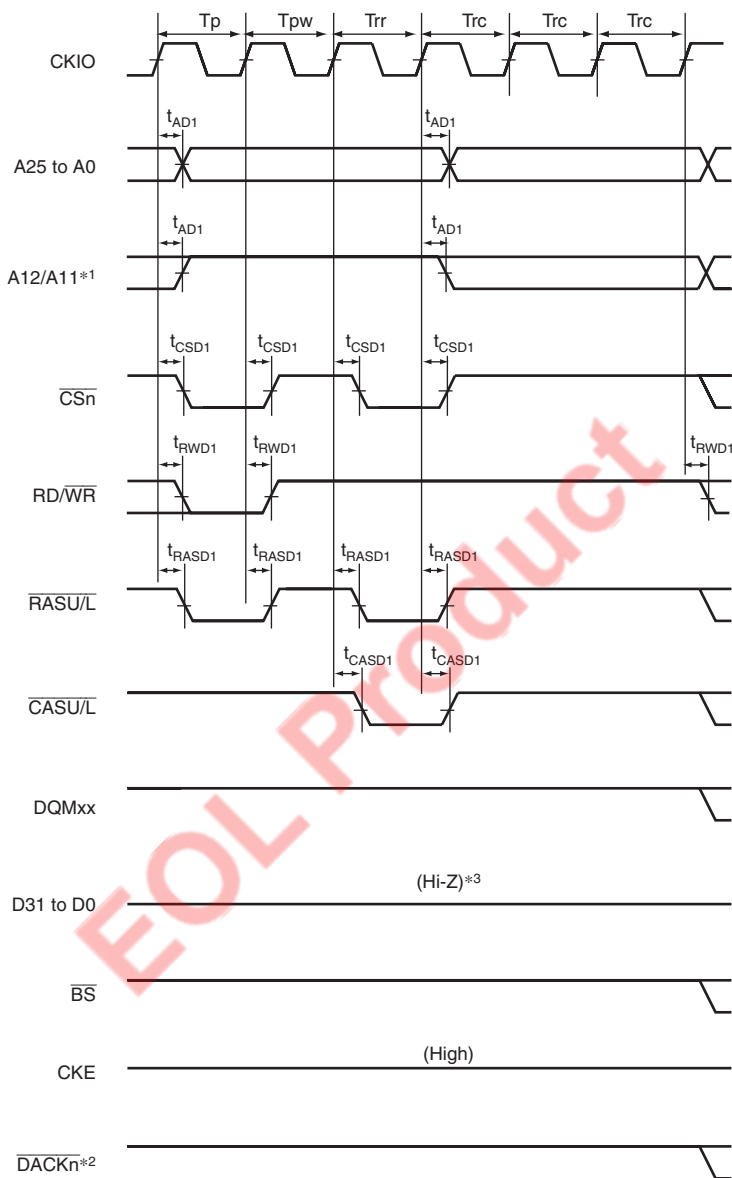 Tp Tpw Trr Trc Trc Trc
CKIO
tAD1 tAD1
A25 to A0
tAD1 tAD1
A12/A11*1
tCSD1 tCSD1 tCSD1 tCSD1
CSn
tRWD1 tRWD1 tRWD1
RD/WR
tRASD1 tRASD1 tRASD1 tRASD1
RASU/L
tCASD1 tCASD1
CASU/L
DQMxx
(Hi-Z)*3
D31 to D0
BS
(High)
CKE
DACKn*2
EOL Product